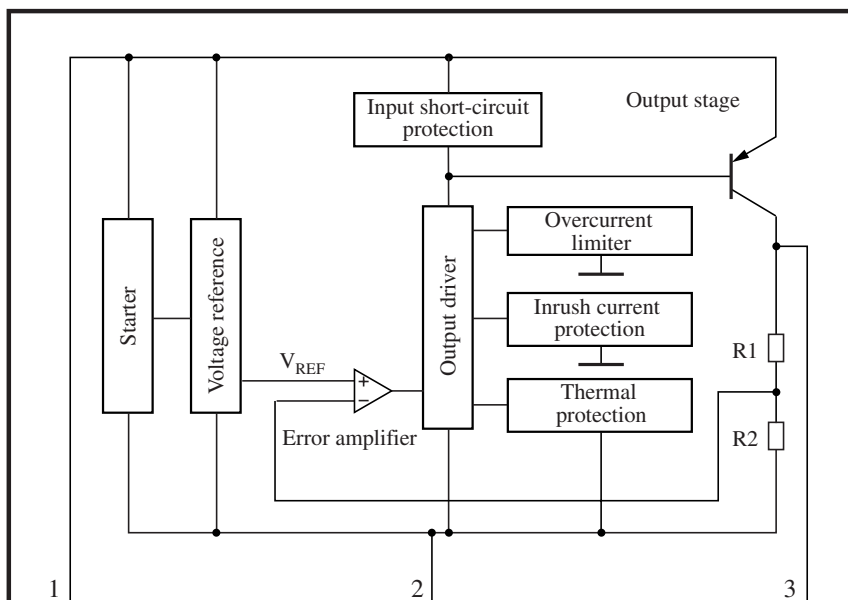 Input short-circuit
protection
Output stage
Starter
Voltage reference
Output driver
Overcurrent
limiter
Inrush current
protection
Thermal
protection
V_REF
+
−
Error amplifier
R1
R2
1
2
3